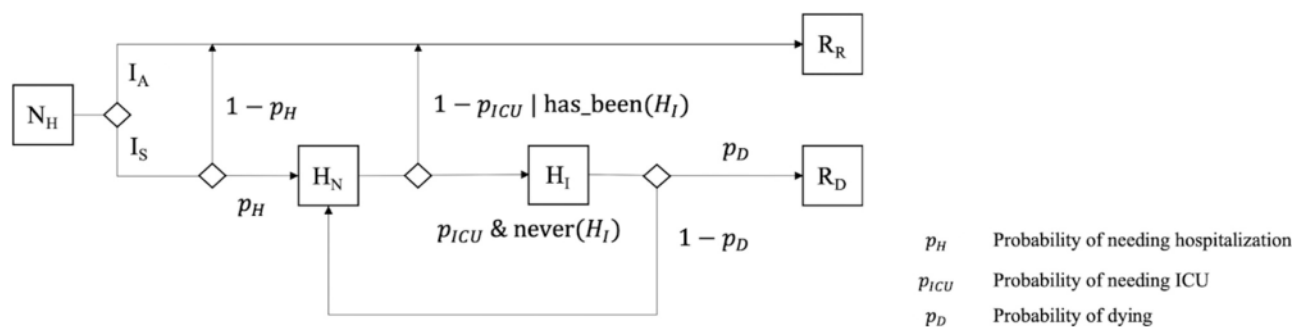 R_R
I_A
N_H
1 − p_H
1 − p_ICU | has_been(H_I)
I_S
p_D
H_N
H_I
R_D
p_H
p_ICU & never(H_I)
1 − p_D
p_H Probability of needing hospitalization
p_ICU Probability of needing ICU
p_D Probability of dying